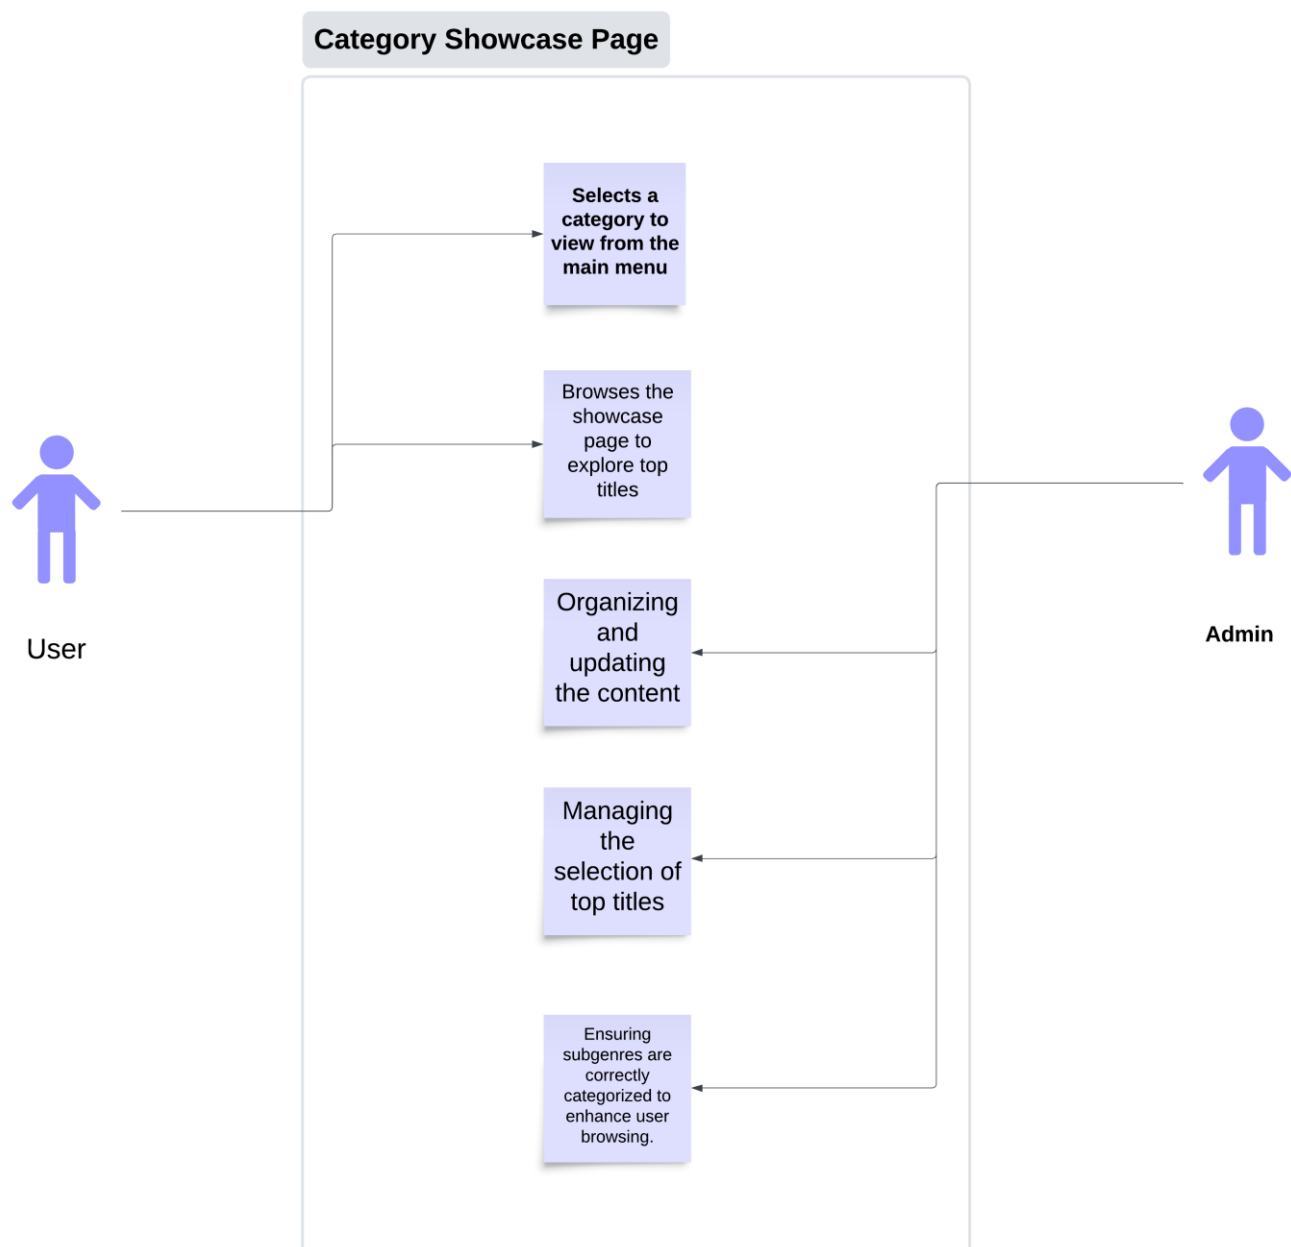 Category Showcase Page
Selects a
category to
view from the
main menu
Browses the
showcase
page to
explore top
titles
Organizing
and
updating
the content
Managing
the
selection of
top titles
Ensuring
subgenres are
correctly
categorized to
enhance user
browsing.
User
Admin